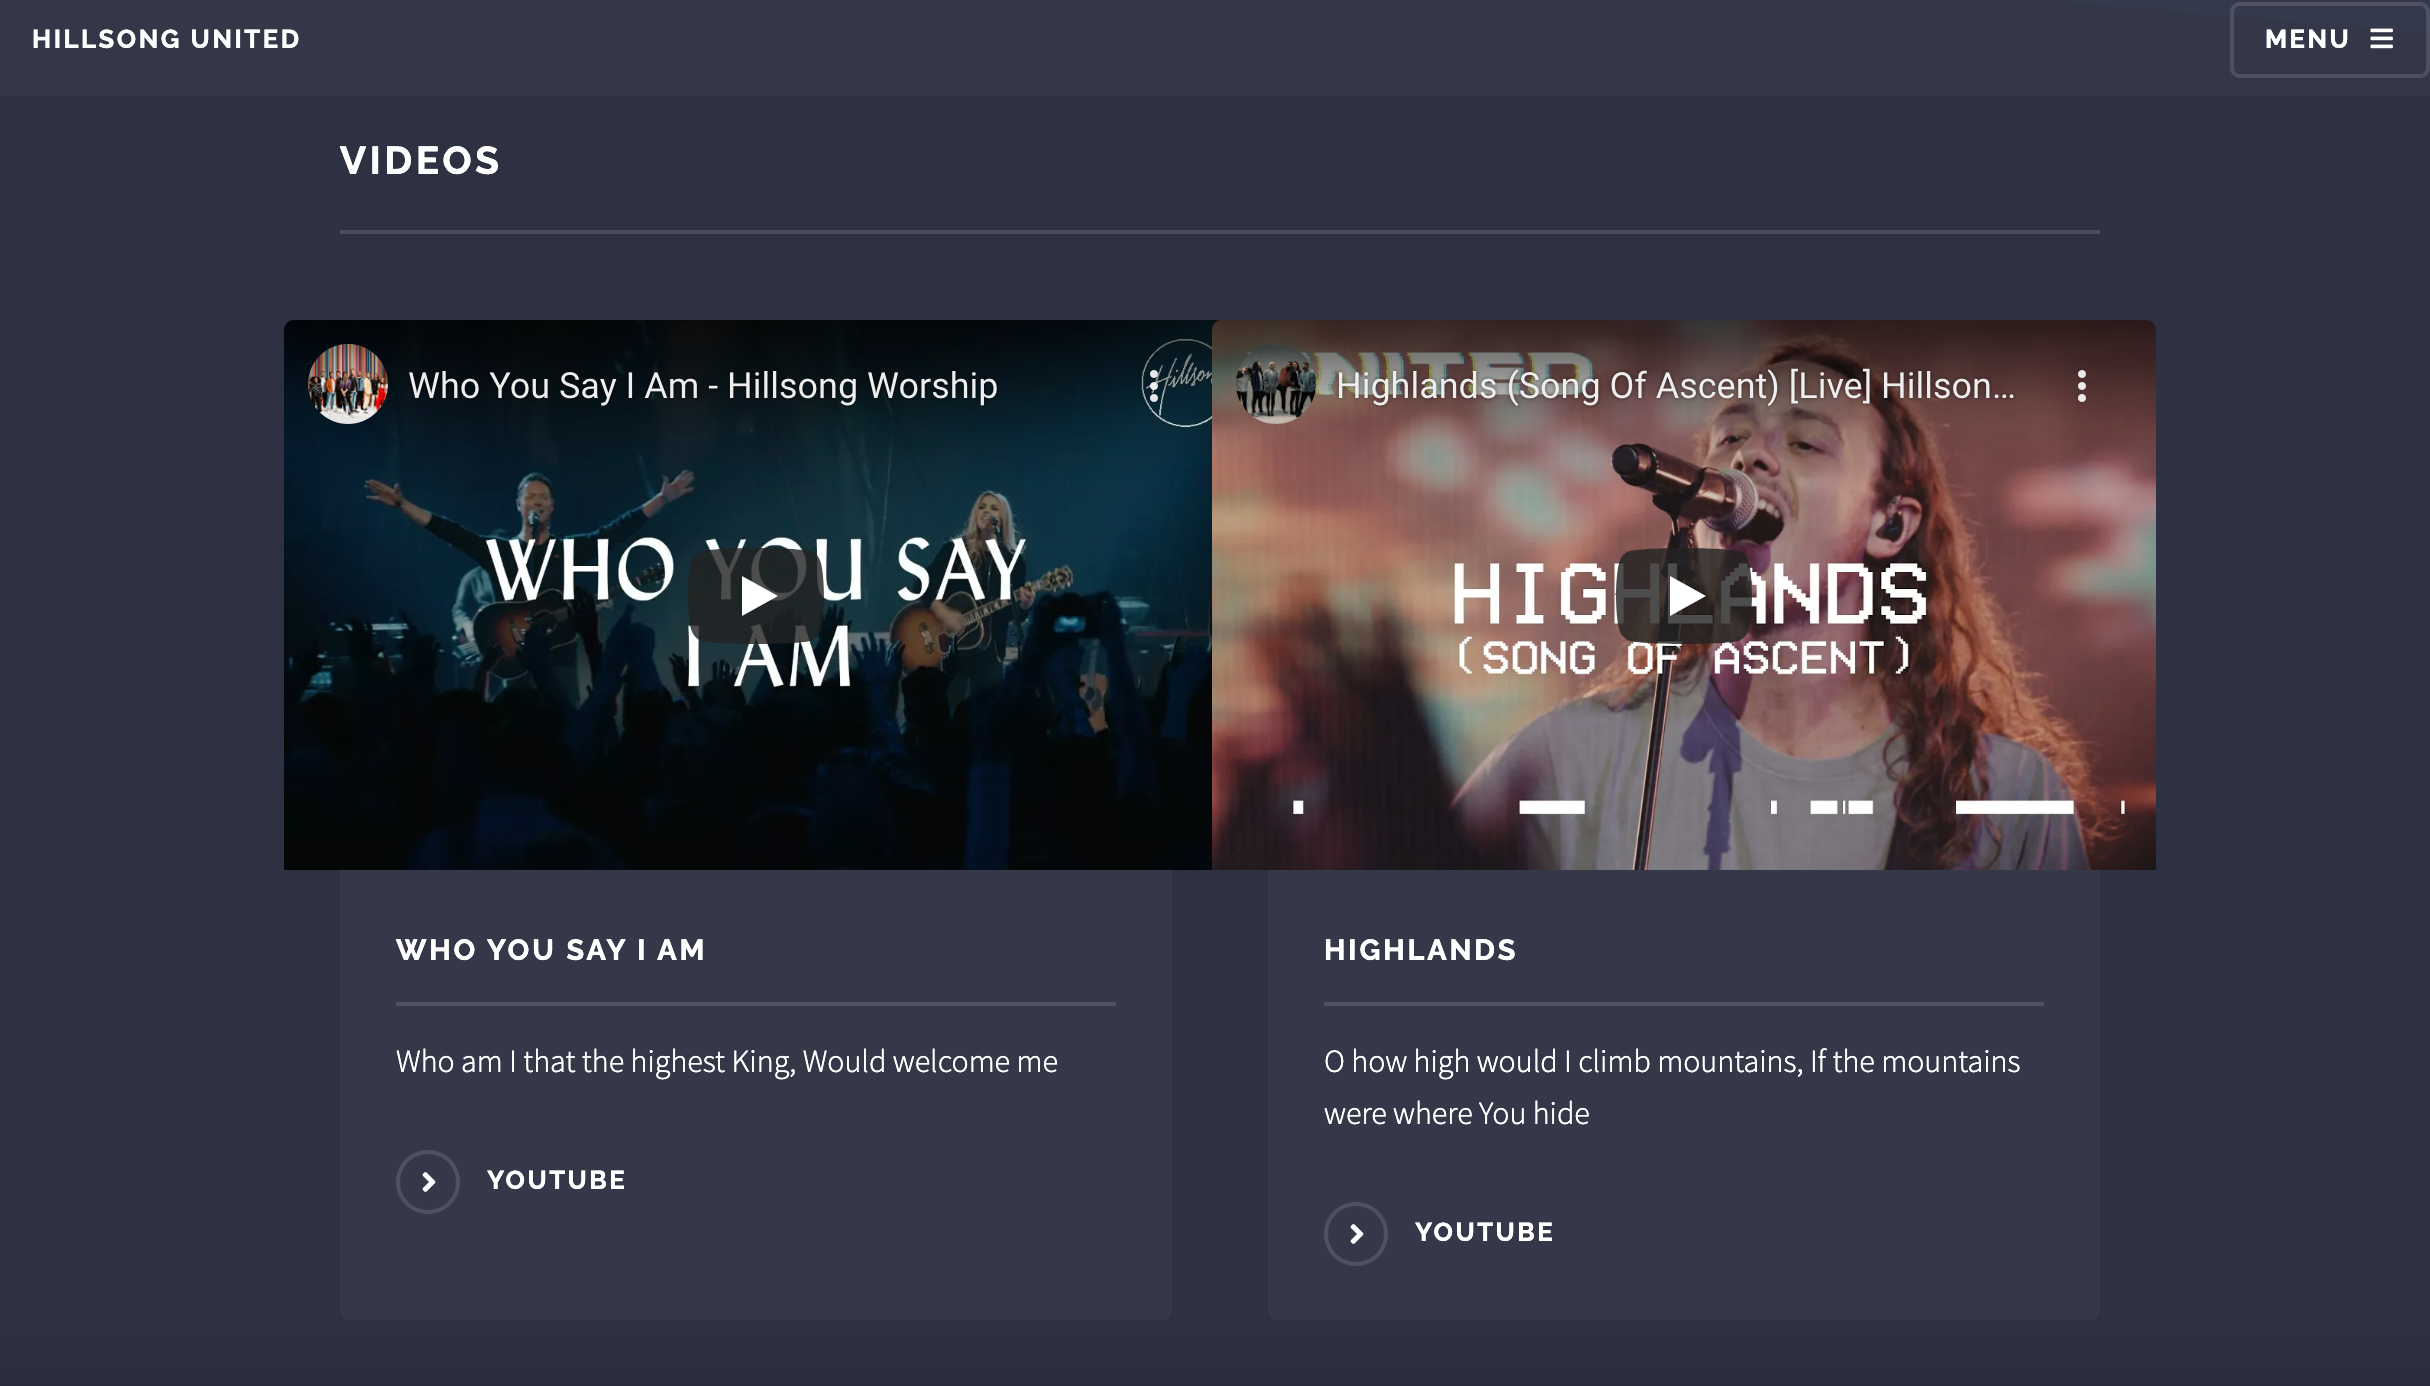 HILLSONG UNITED
MENU
VIDEOS
Who You Say I Am - Hillsong Worship
WHO YOU SAY
I AM
Highlands (Song Of Ascent) [Live] Hillson...
UNITED
HIGHLANDS
(SONG OF ASCENT)
WHO YOU SAY I AM
Who am I that the highest King, Would welcome me
YOUTUBE
HIGHLANDS
O how high would I climb mountains, If the mountains
were where You hide
YOUTUBE